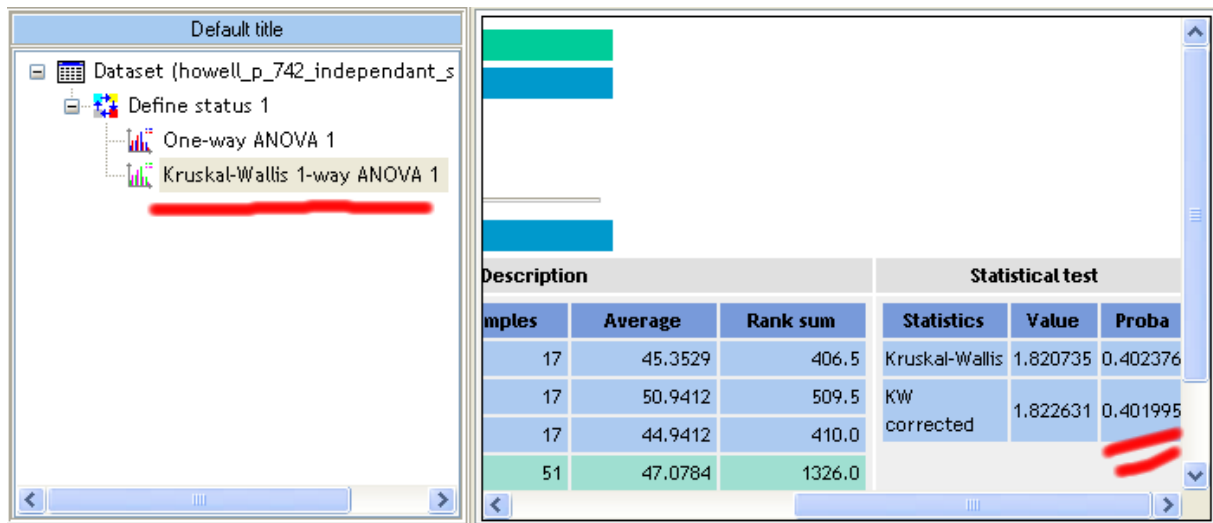 Default title
Dataset (howell_p_742_independant_s
Define status 1
One-way ANOVA 1
Kruskal-Wallis 1-way ANOVA 1
Description Statistical test
mples Average Rank sum Statistics Value Proba
17 45.3529 406.5 Kruskal-Wallis 1.820735 0.402376
17 50.9412 509.5 KW corrected 1.822631 0.401995
17 44.9412 410.0
51 47.0784 1326.0